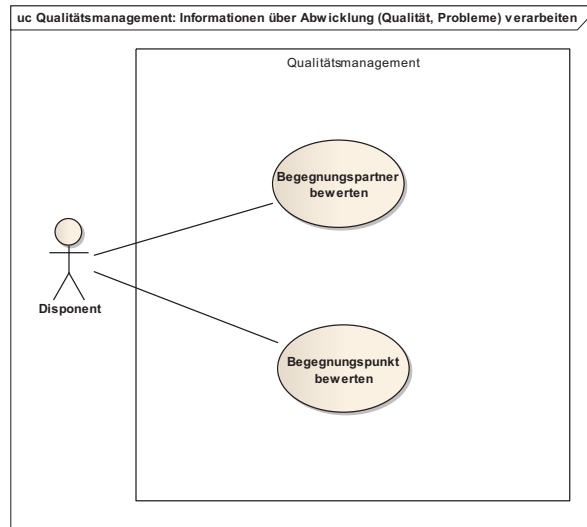 uc Qualitätsmanagement: Informationen über Abwicklung (Qualität, Probleme) verarbeiten
Qualitätsmanagement
Begegnungspartner
bewerten
Disponent
Begegnungspunkt
bewerten